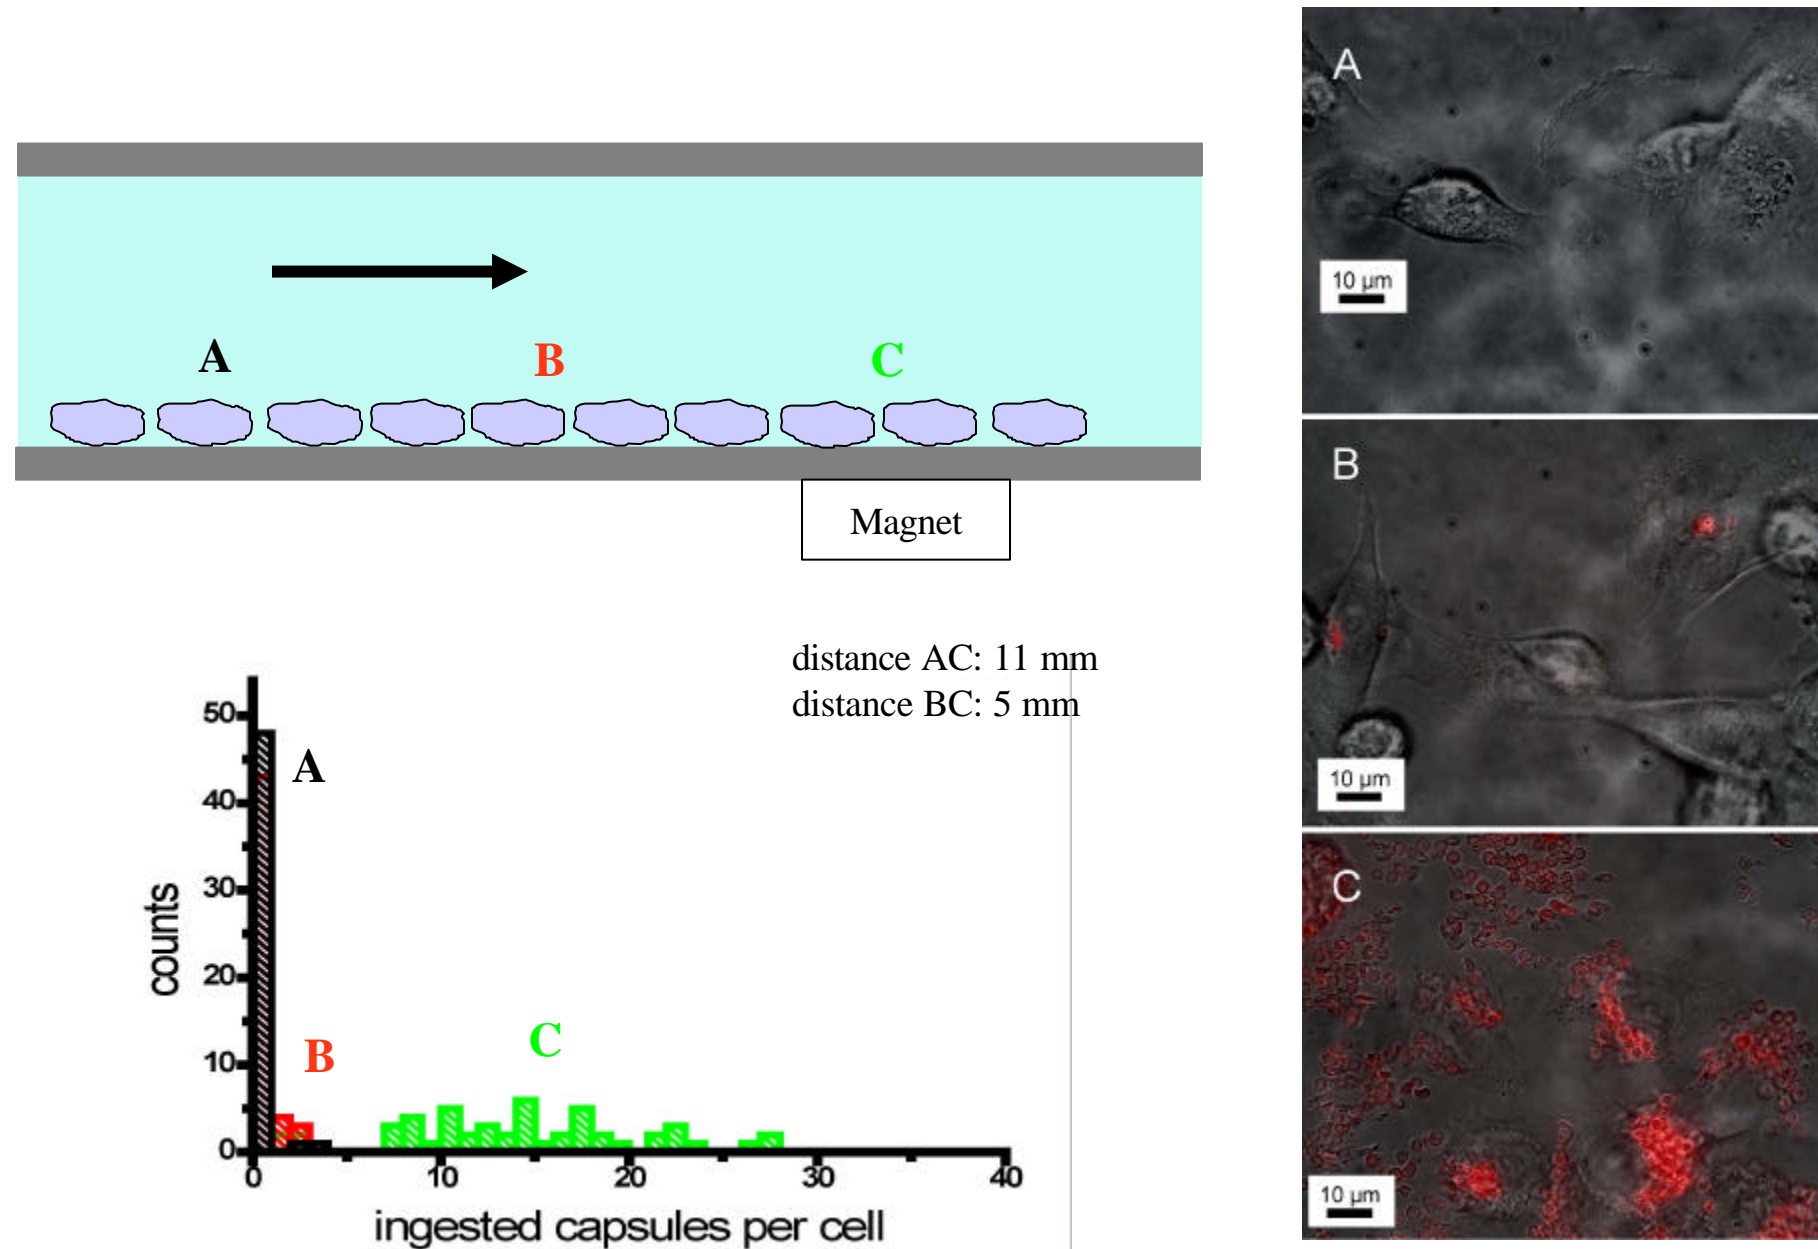 A
B
C
Magnet
distance AC: 11 mm
distance BC: 5 mm
50
40
30
20
10
0
counts
A
B
C
0
10
20
30
40
ingested capsules per cell
A
10 µm
B
10 µm
C
10 µm